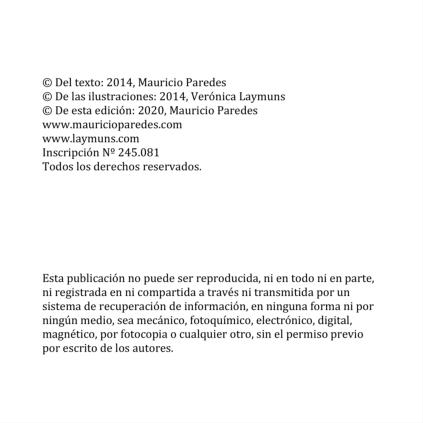 © Del texto: 2014, Mauricio Paredes
© De las ilustraciones: 2014, Verónica Laymuns
© De esta edición: 2020, Mauricio Paredes
www.mauricioparedes.com
www.laymuns.com
Inscripción Nº 245.081
Todos los derechos reservados.
Esta publicación no puede ser reproducida, ni en todo ni en parte,
ni registrada en ni compartida a través ni transmitida por un
sistema de recuperación de información, en ninguna forma ni por
ningún medio, sea mecánico, fotoquímico, electrónico, digital,
magnético, por fotocopia o cualquier otro, sin el permiso previo
por escrito de los autores.